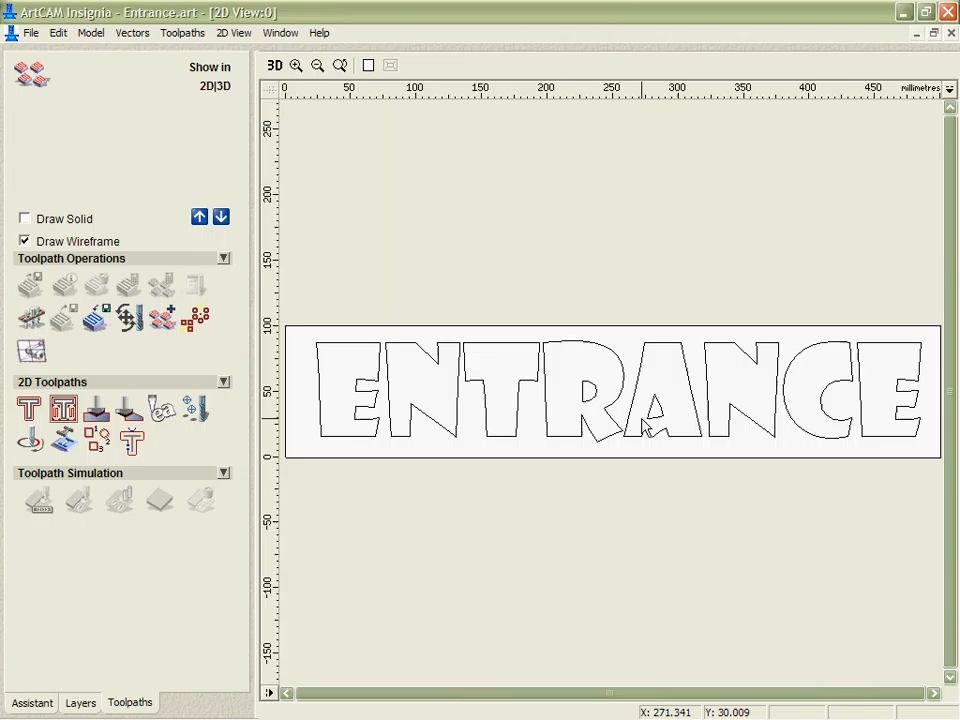 ArtCAM Insignia - Entrance.art - [2D View:0]
File Edit Model Vectors Toolpaths 2D View Window Help
Show in
2D|3D
3D
0 50 100 150 200 250 300 350 400 450 millimetres
250
200
150
100
50
0
-50
-100
-150
Draw Solid
Draw Wireframe
Toolpath Operations
2D Toolpaths
Toolpath Simulation
ENTRANCE
Assistant Layers Toolpaths
X: 271.341 Y: 30.009